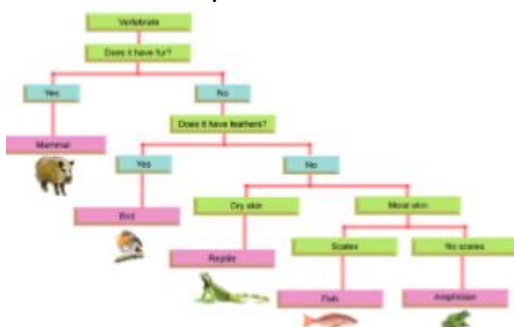 Vertebrate
Does it have fur?
Yes
No
Does it have feathers?
Mammal
Yes
No
Bird
Dry skin
Moist skin
Reptile
Scales
No scales
Fish
Amphibian